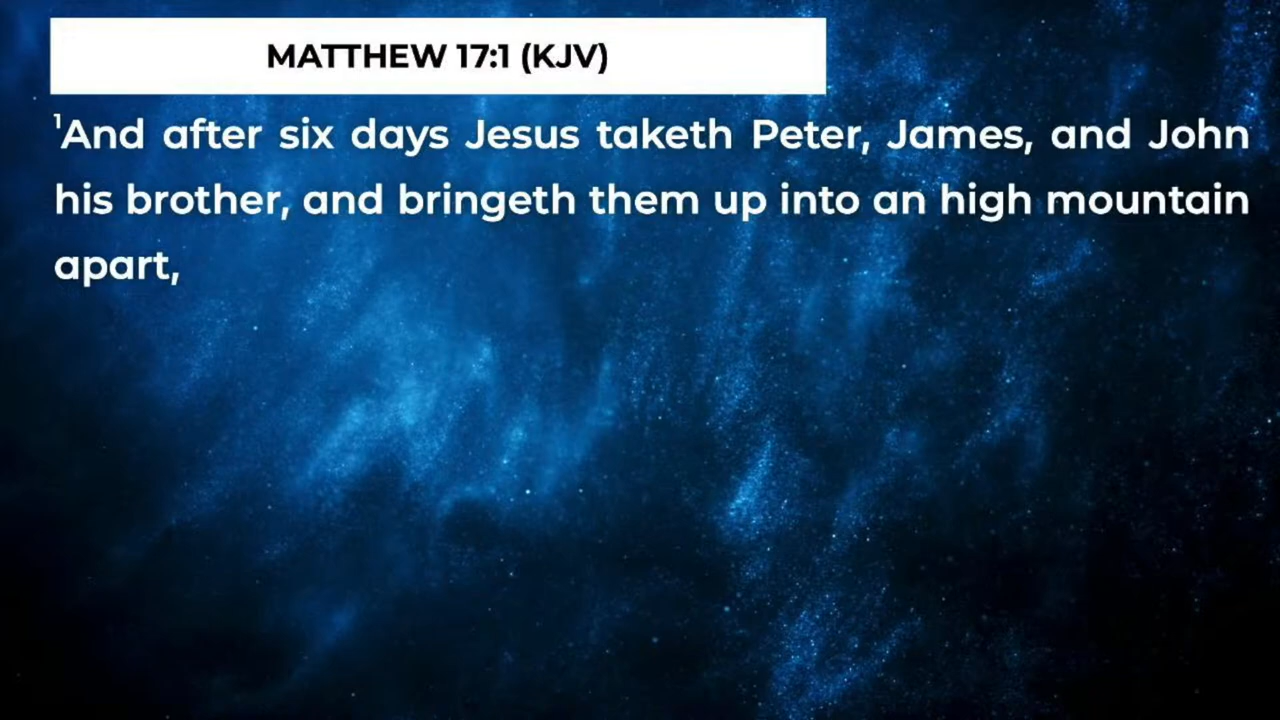 MATTHEW 17:1 (KJV)
¹And after six days Jesus taketh Peter, James, and John
his brother, and bringeth them up into an high mountain
apart,